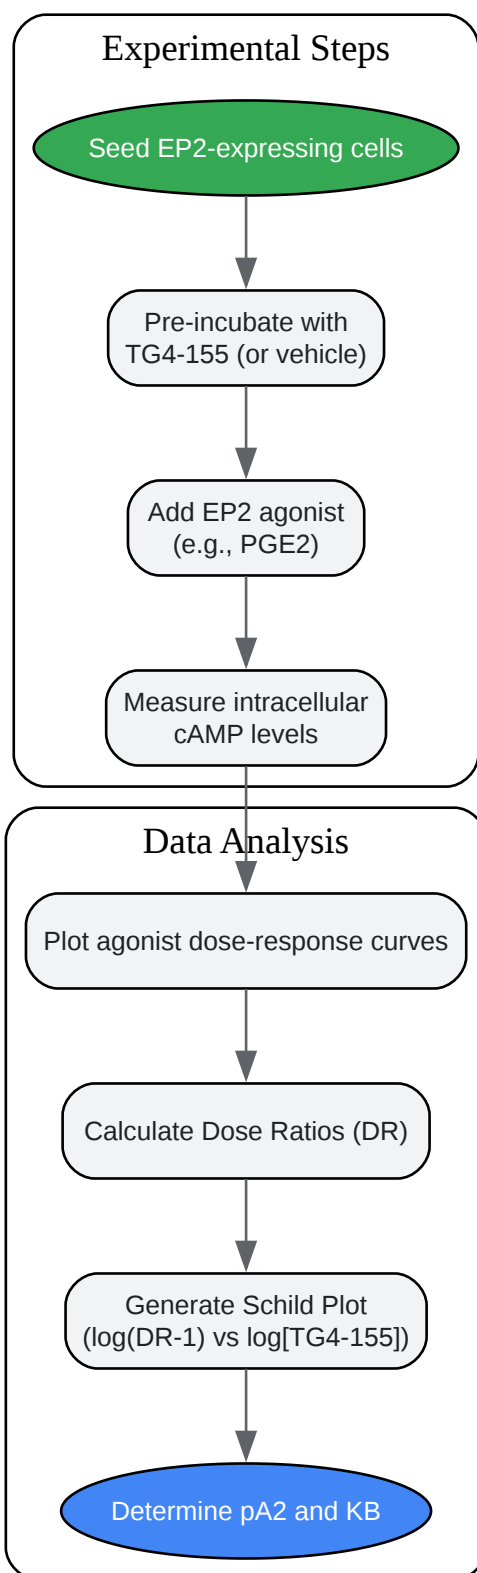 Experimental Steps
Seed EP2-expressing cells
Pre-incubate with
TG4-155 (or vehicle)
Add EP2 agonist
(e.g., PGE2)
Measure intracellular
cAMP levels
Data Analysis
Plot agonist dose-response curves
Calculate Dose Ratios (DR)
Generate Schild Plot
(log(DR-1) vs log[TG4-155])
Determine pA2 and KB